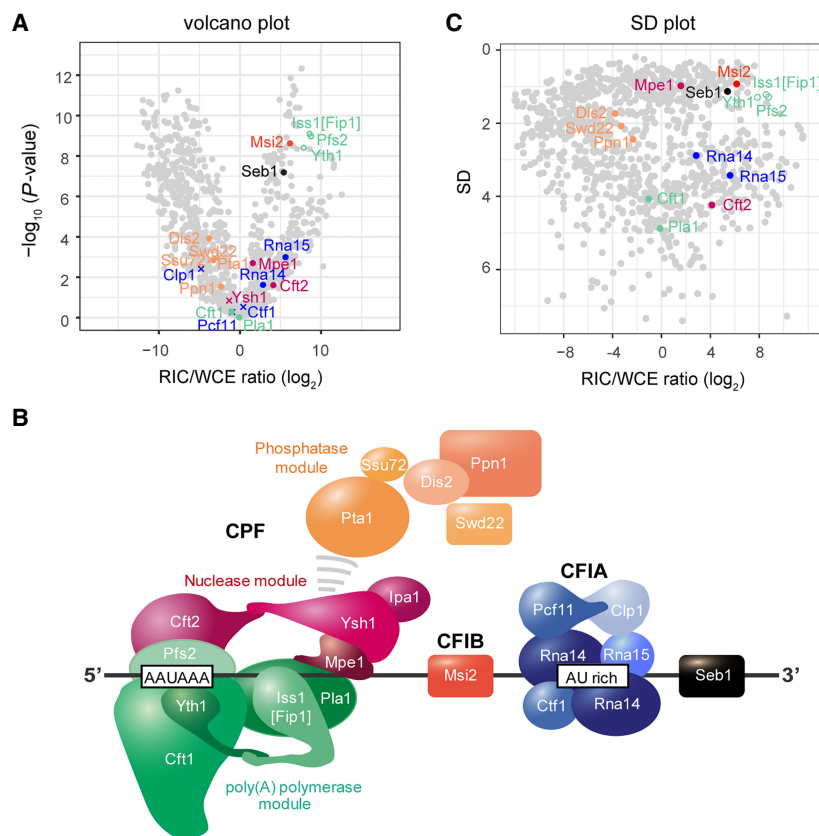 A
volcano plot
−log10 (P-value)
12
10
8
6
4
2
0
−10
0
10
RIC/WCE ratio (log2)
Iss1[Fip1]
Msi2
Pfs2
Yth1
Seb1
Dis2
Swd22
Rna15
Ssu72
Pla1
Mpe1
Clp1
Rna14
Ppn1
Cft2
Ysh1
Cft1
Ctf1
Pcf11
Pla1
C
SD plot
SD
0
2
4
6
−8
−4
0
4
8
RIC/WCE ratio (log2)
Msi2
Iss1[Fip1]
Mpe1
Seb1
Yth1
Pfs2
Dis2
Swd22
Ppn1
Rna14
Rna15
Cft1
Cft2
Pla1
B
Phosphatase
module
Ssu72
Ppn1
Dis2
Pta1
Swd22
CPF
Nuclease module
CFIA
Ipa1
Pcf11
Clp1
Cft2
Ysh1
CFIB
Pfs2
Mpe1
Rna14
Rna15
5’
AAUAAA
Msi2
AU rich
Seb1
3’
Yth1
Iss1
[Fip1]
Pla1
Ctf1
Rna14
Cft1
poly(A) polymerase
module